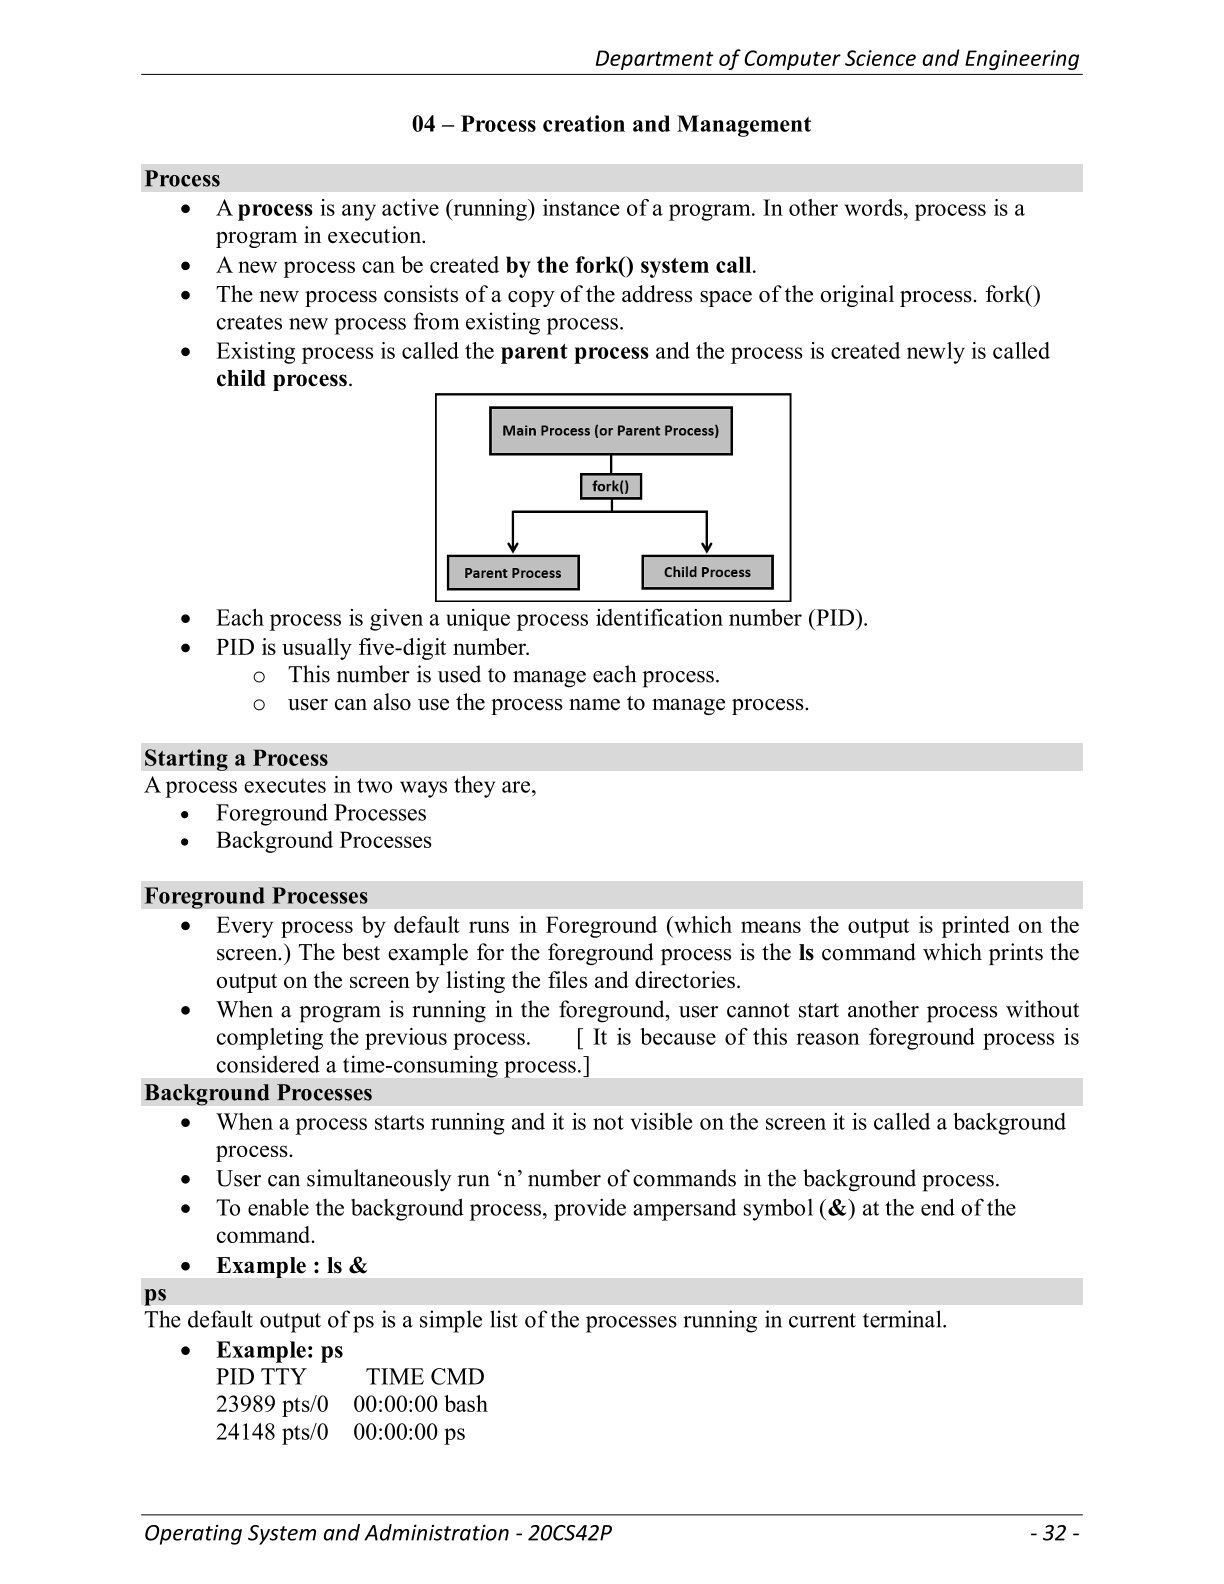 Department of Computer Science and Engineering
04 – Process creation and Management
Process
• A process is any active (running) instance of a program. In other words, process is a
program in execution.
• A new process can be created by the fork() system call.
• The new process consists of a copy of the address space of the original process. fork()
creates new process from existing process.
• Existing process is called the parent process and the process is created newly is called
child process.
Main Process (or Parent Process)
fork()
Parent Process
Child Process
• Each process is given a unique process identification number (PID).
• PID is usually five-digit number.
o This number is used to manage each process.
o user can also use the process name to manage process.
Starting a Process
A process executes in two ways they are,
• Foreground Processes
• Background Processes
Foreground Processes
• Every process by default runs in Foreground (which means the output is printed on the
screen.) The best example for the foreground process is the ls command which prints the
output on the screen by listing the files and directories.
• When a program is running in the foreground, user cannot start another process without
completing the previous process. [ It is because of this reason foreground process is
considered a time-consuming process.]
Background Processes
• When a process starts running and it is not visible on the screen it is called a background
process.
• User can simultaneously run ‘n’ number of commands in the background process.
• To enable the background process, provide ampersand symbol (&) at the end of the
command.
• Example : ls &
ps
The default output of ps is a simple list of the processes running in current terminal.
• Example: ps
PID TTY TIME CMD
23989 pts/0 00:00:00 bash
24148 pts/0 00:00:00 ps
Operating System and Administration - 20CS42P - 32 -